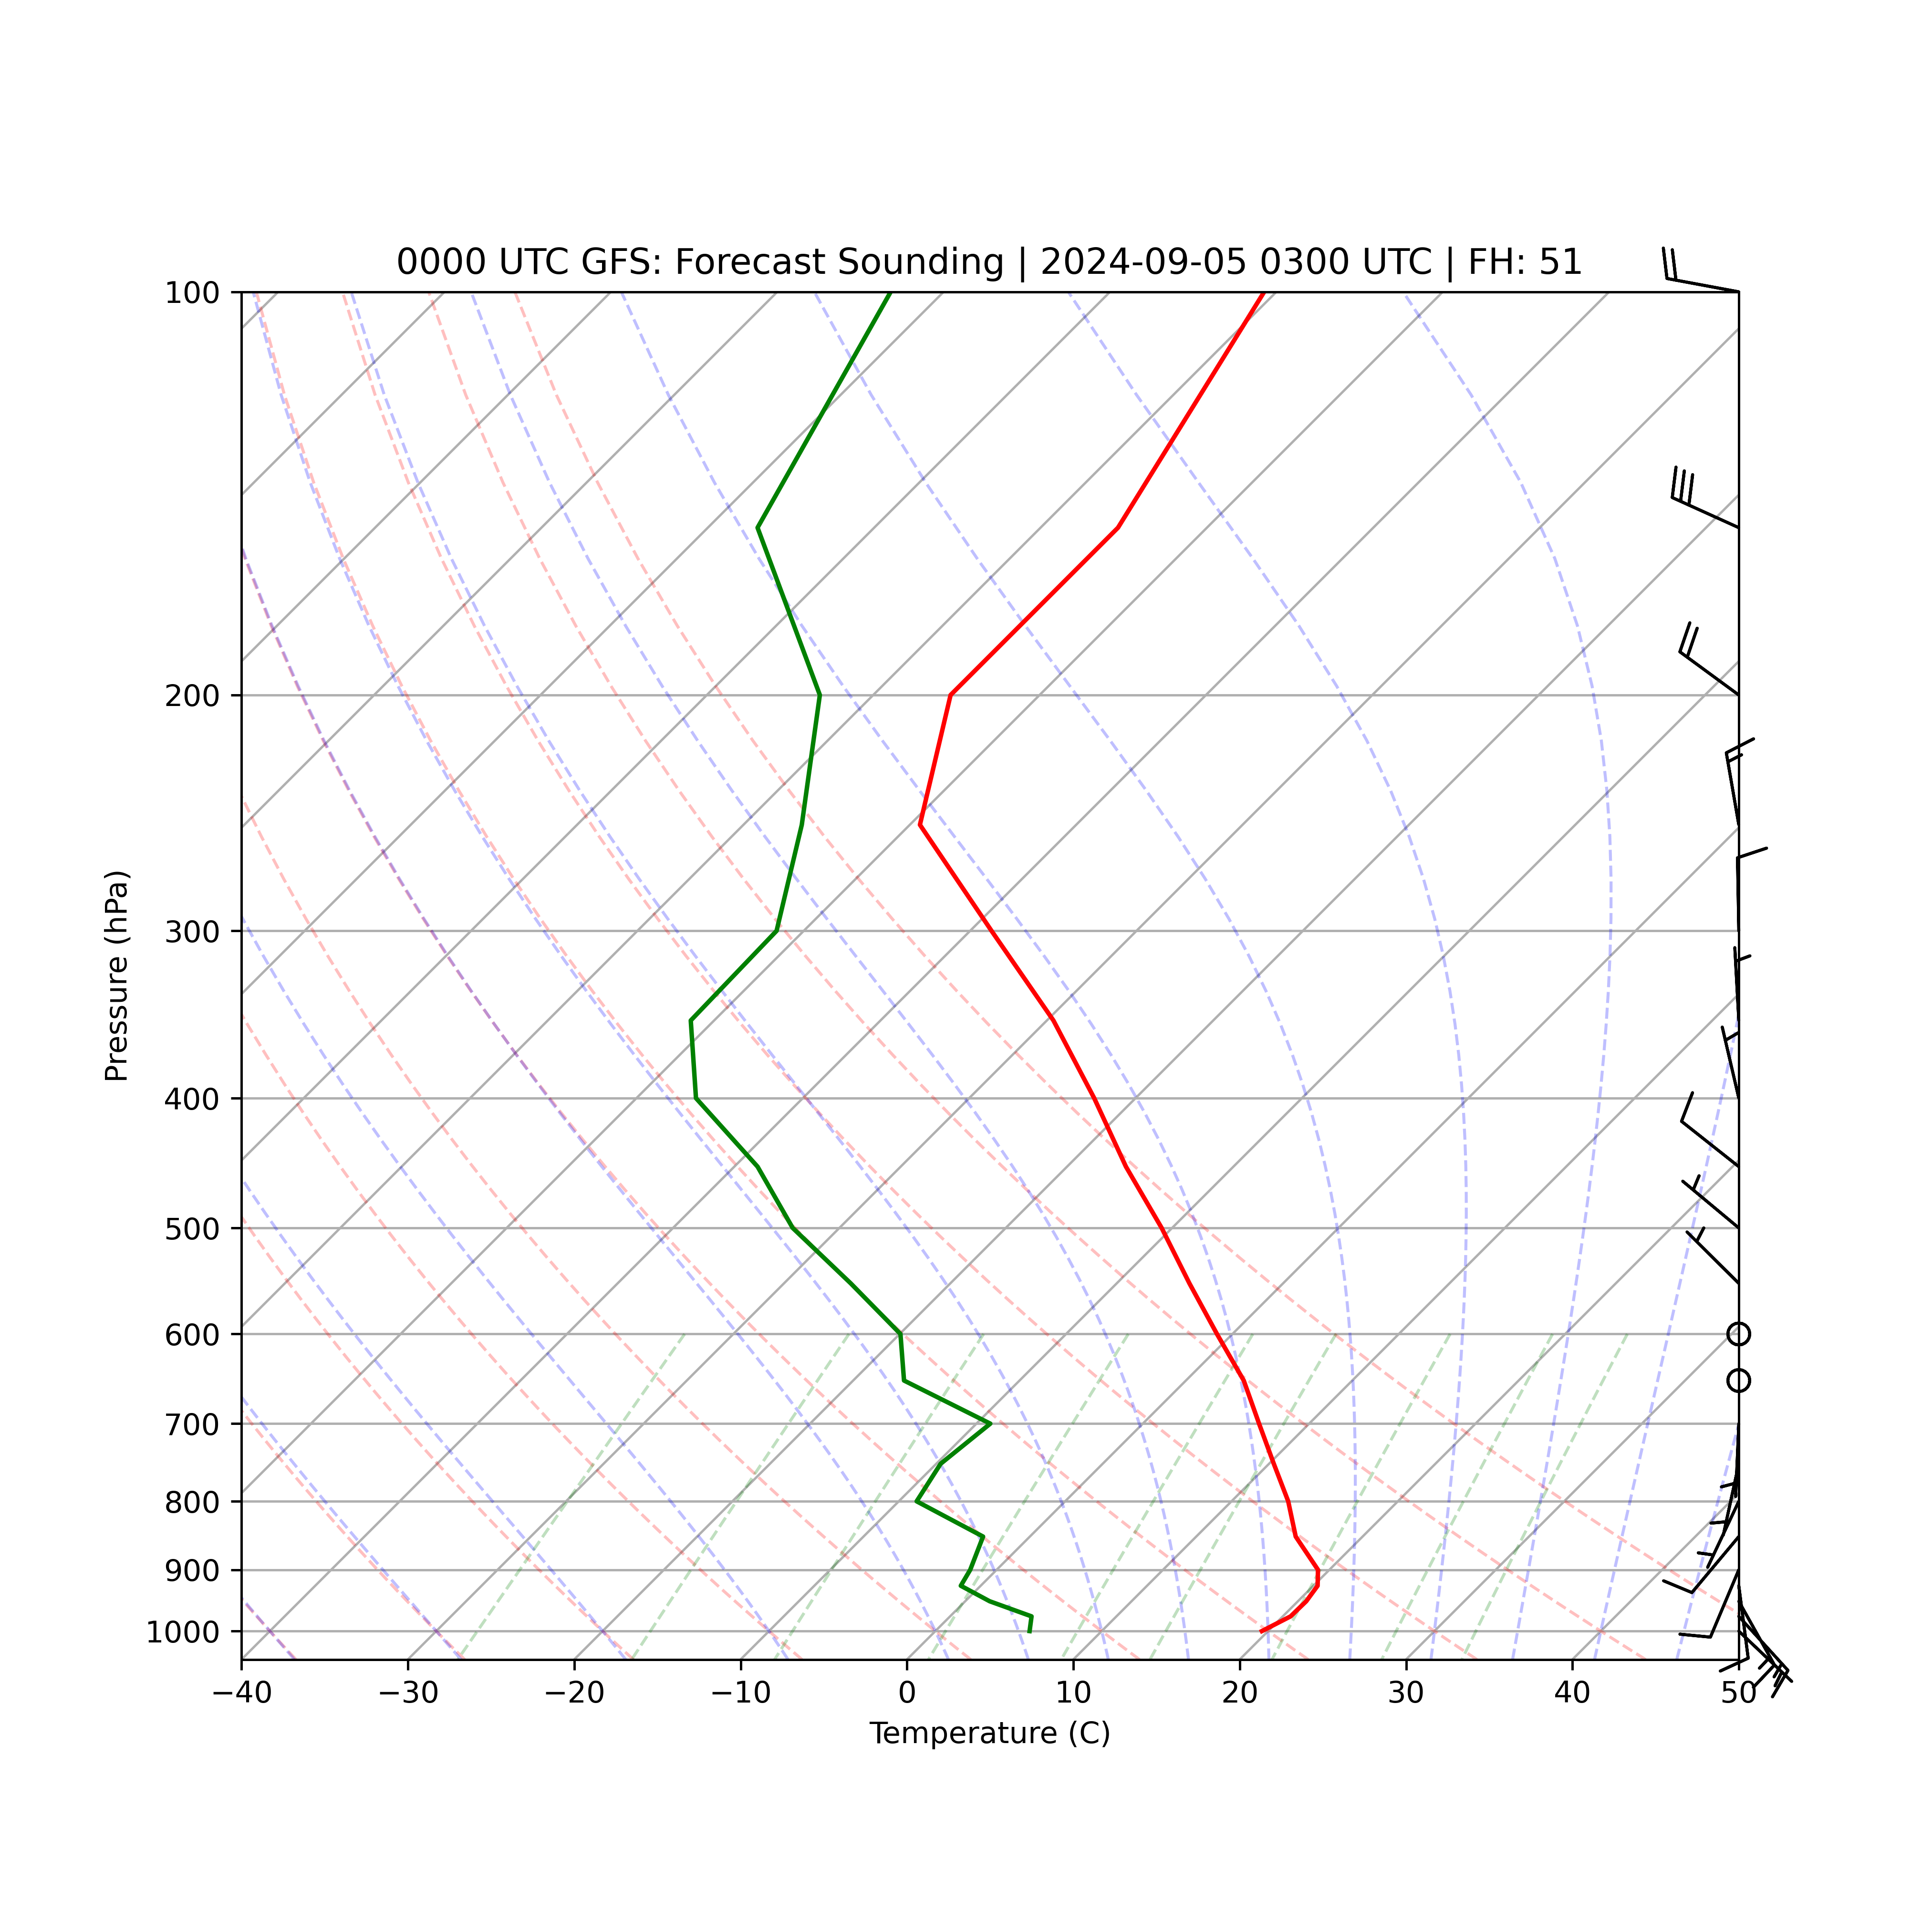 0000 UTC GFS: Forecast Sounding | 2024-09-05 0300 UTC | FH: 51
100
200
300
400
500
600
700
800
900
1000
Pressure (hPa)
−40 −30 −20 −10 0 10 20 30 40 50
Temperature (C)